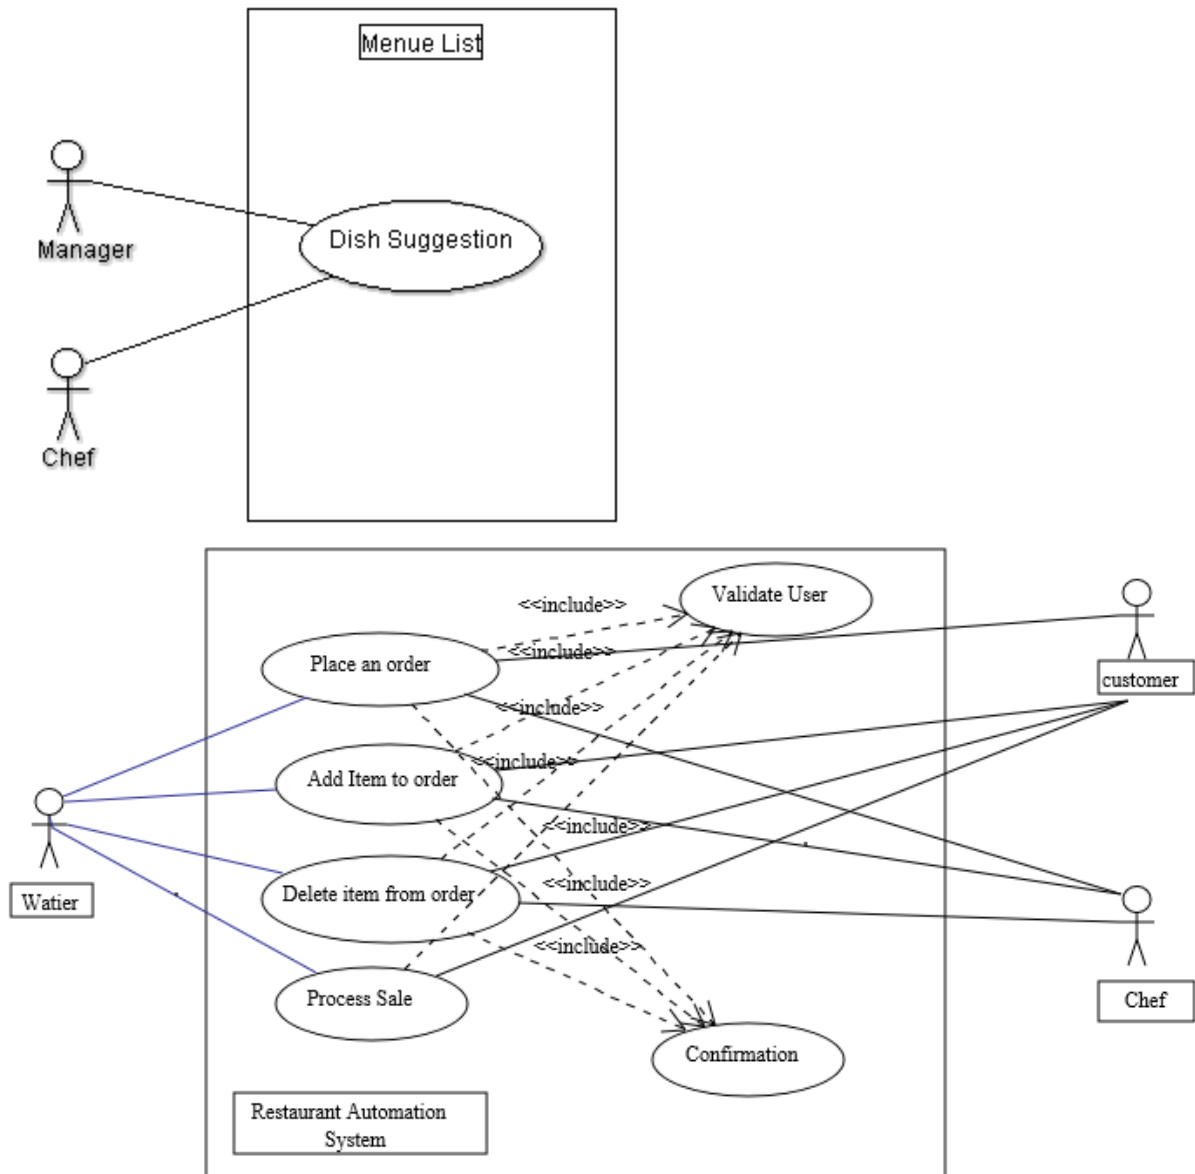 Menue List
Dish Suggestion
Manager
Chef
Validate User
<<include>>
Place an order
<<include>>
customer
<<include>>
Add Item to order
<<include>>
<<include>>
Delete item from order
<<include>>
Watier
<<include>>
Process Sale
Chef
Confirmation
Restaurant Automation
System